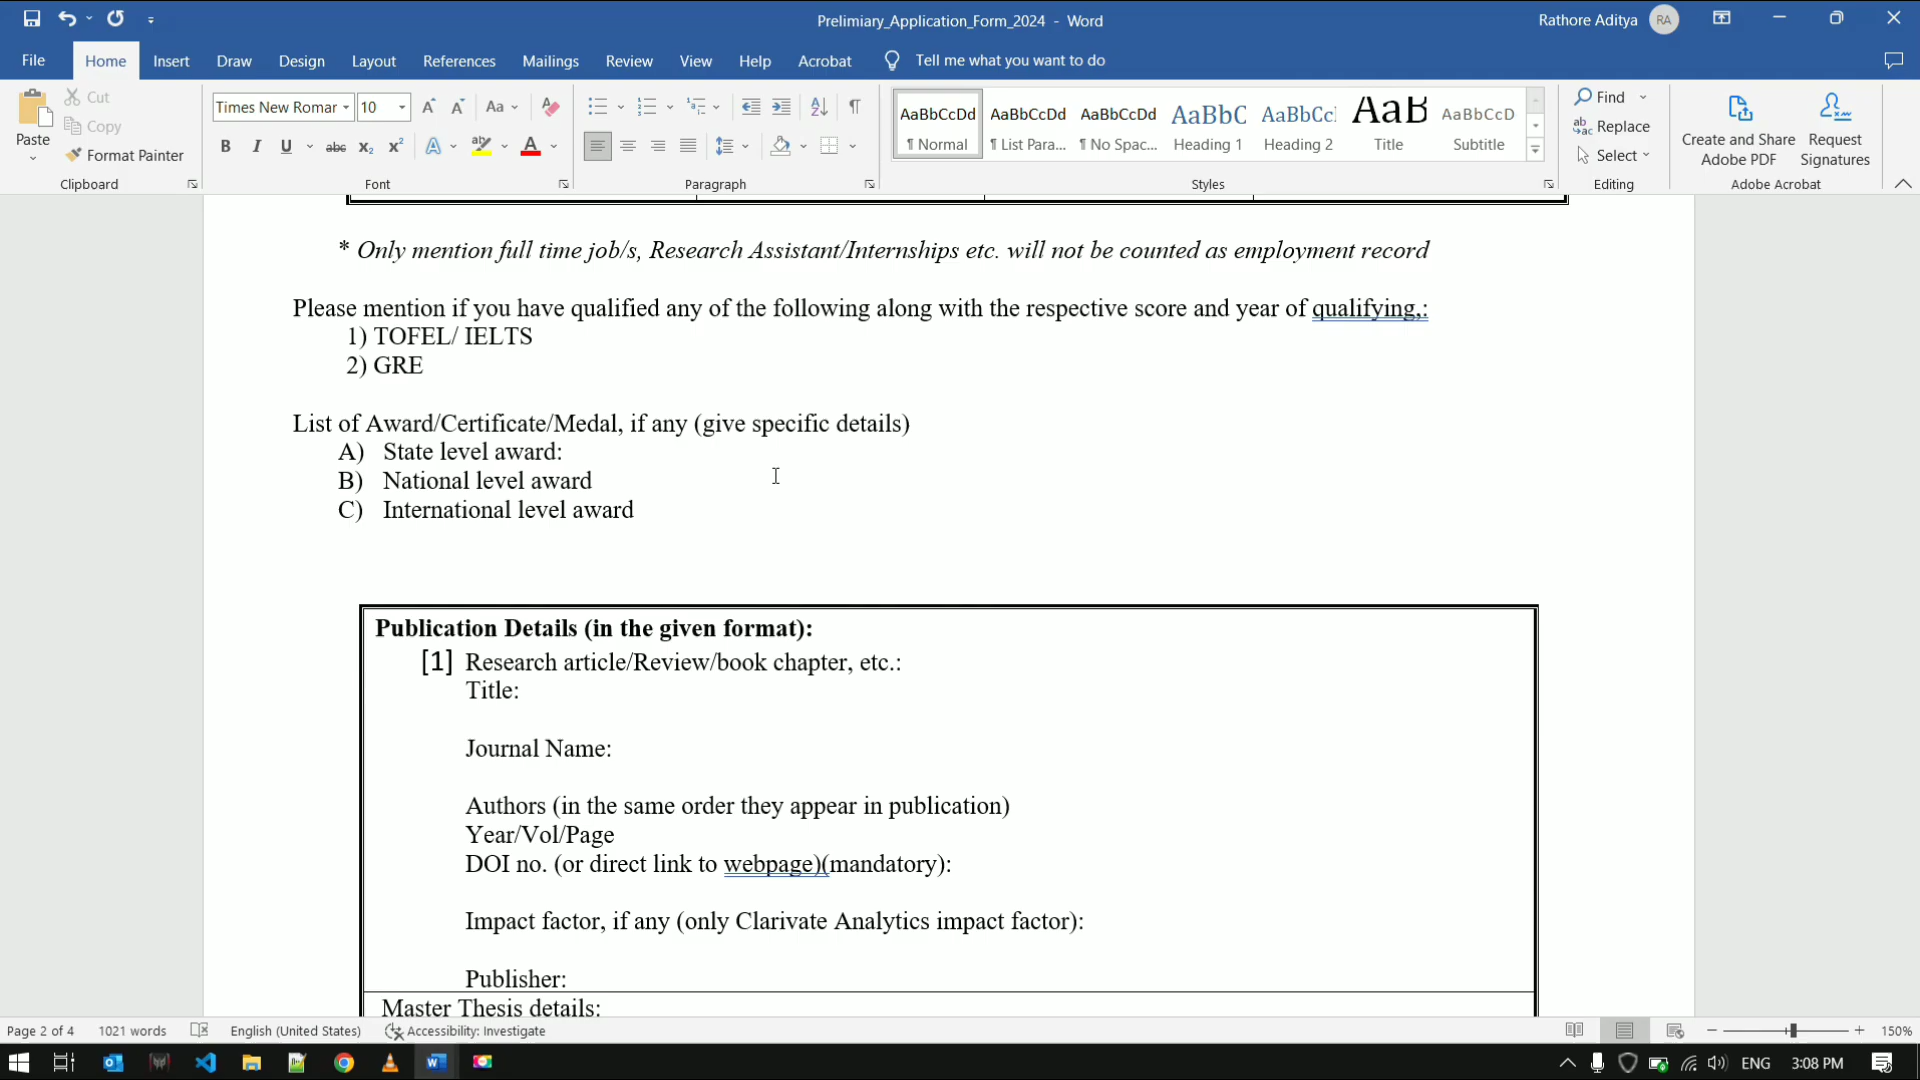 Prelimiary_Application_Form_2024 - Word
Rathore Aditya RA
File Home Insert Draw Design Layout References Mailings Review View Help Acrobat Tell me what you want to do
Paste
Cut
Copy
Format Painter
Clipboard
Times New Romar 10
Aa
B I U abc x₂ x²
Font
Paragraph
AaBbCcDd AaBbCcDd AaBbCcDd AaBbC AaBbCcI AaB AaBbCcD
¶ Normal ¶ List Para... ¶ No Spac... Heading 1 Heading 2 Title Subtitle
Styles
Find
Replace
Select
Editing
Create and Share Adobe PDF
Request Signatures
Adobe Acrobat
* Only mention full time job/s, Research Assistant/Internships etc. will not be counted as employment record
Please mention if you have qualified any of the following along with the respective score and year of qualifying,:
1) TOFEL/ IELTS
2) GRE
List of Award/Certificate/Medal, if any (give specific details)
A) State level award:
B) National level award
C) International level award
Publication Details (in the given format):
[1] Research article/Review/book chapter, etc.:
Title:
Journal Name:
Authors (in the same order they appear in publication)
Year/Vol/Page
DOI no. (or direct link to webpage)(mandatory):
Impact factor, if any (only Clarivate Analytics impact factor):
Publisher:
Master Thesis details:
Page 2 of 4 1021 words English (United States) Accessibility: Investigate 150%
ENG 3:08 PM